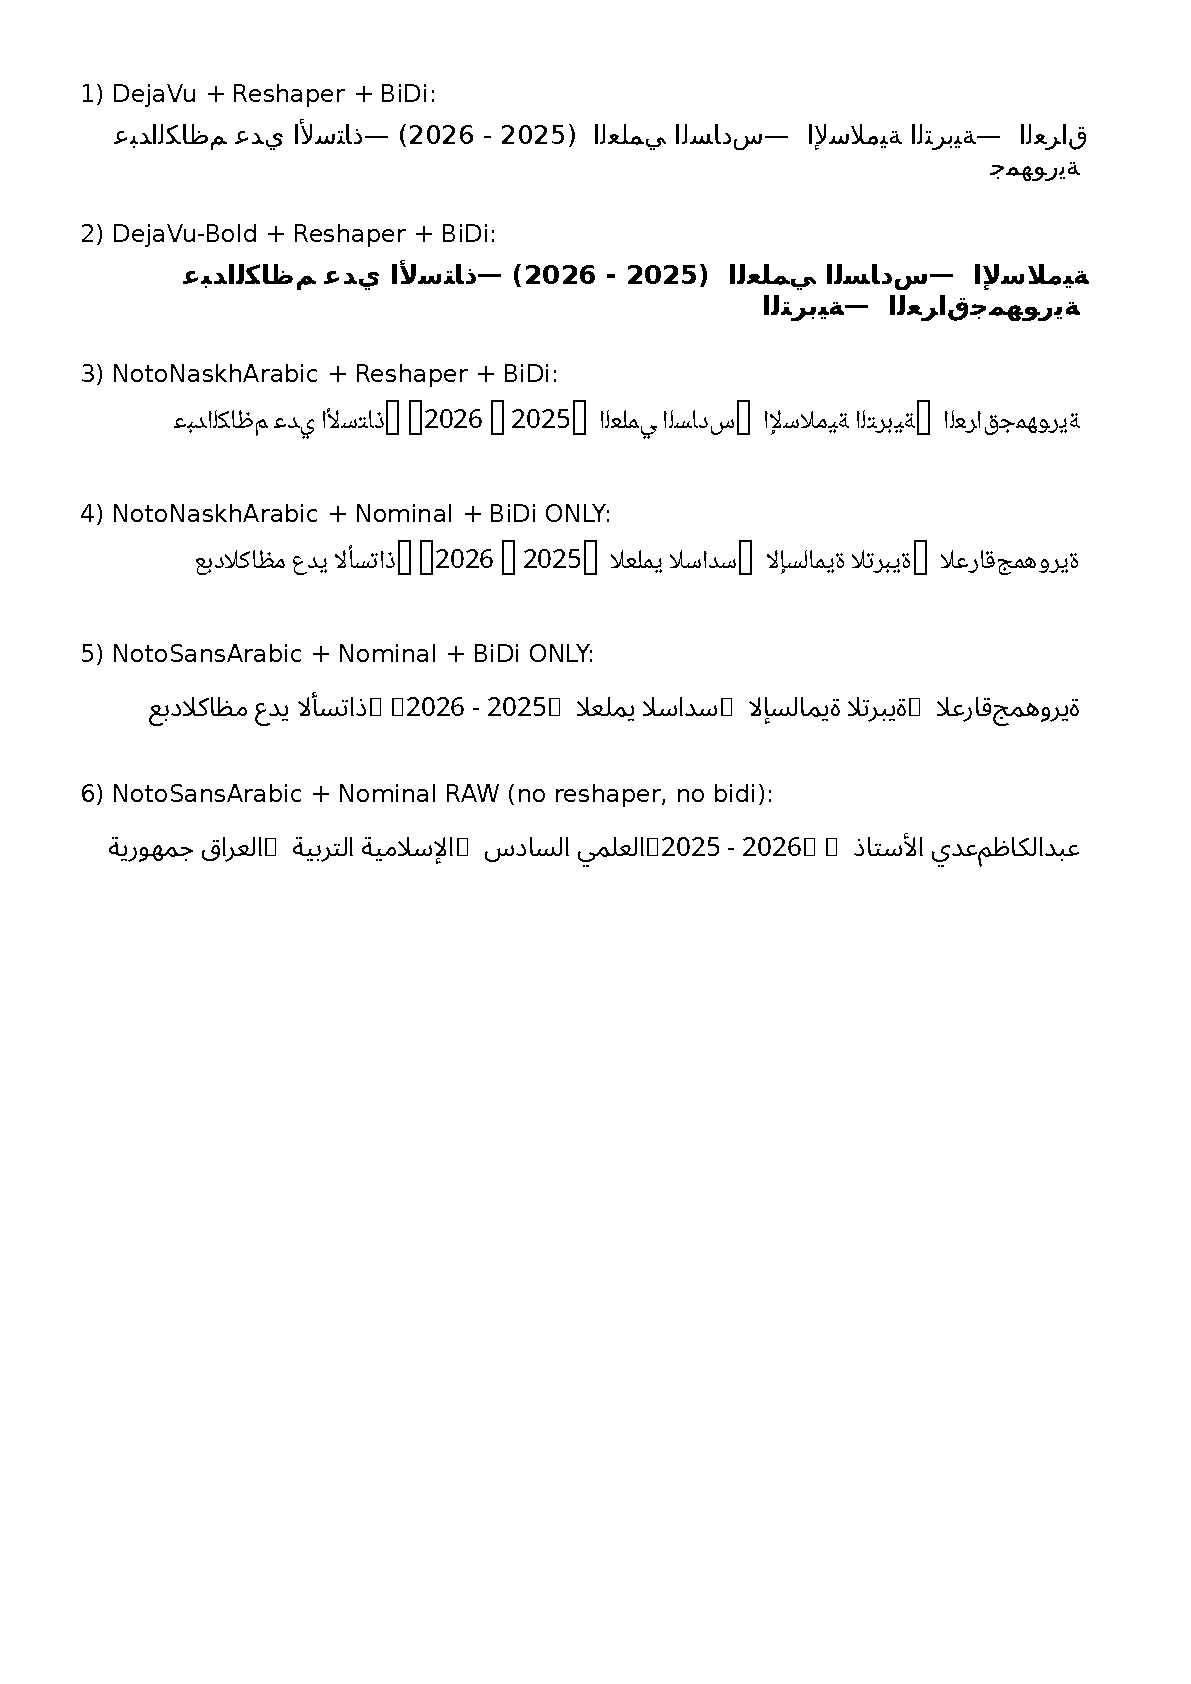 1) DejaVu + Reshaper + BiDi:
قارعلا — ةيبرتلا ةيملاسلإا — سداسلا يملعلا (2025 - 2026) — ذاتسلأا يدع مظاكلادبع
ةيروهمج
2) DejaVu-Bold + Reshaper + BiDi:
ةيملاسلإا — سداسلا يملعلا (2025 - 2026) — ذاتسلأا يدع مظاكلادبع
ةيروهمجقارعلا — ةيبرتلا
3) NotoNaskhArabic + Reshaper + BiDi:
ةيروهمجقارعلا ▯ةيبرتلا ةيملاسلإا ▯سداسلا يملعلا ▯2025 ▯ 2026▯ ▯ذاتسلأا يدع مظاكلادبع
4) NotoNaskhArabic + Nominal + BiDi ONLY:
ةيروهمجقارعلا ▯ةيبرتلا ةيمالسإلا ▯سداسلا يملعلا ▯2025 ▯ 2026▯ ▯ذاتسألا يدع مظاكلادبع
5) NotoSansArabic + Nominal + BiDi ONLY:
ةيروهمجقارعلا ▯ةيبرتلا ةيمالسإلا ▯سداسلا يملعلا ▯2025 - 2026▯ ▯ذاتسألا يدع مظاكلادبع
6) NotoSansArabic + Nominal RAW (no reshaper, no bidi):
عبدالكاظمعدي الأستاذ ▯ ▯2025 - 2026▯العلمي السادس ▯الإسلامية التربية ▯العراق جمهورية